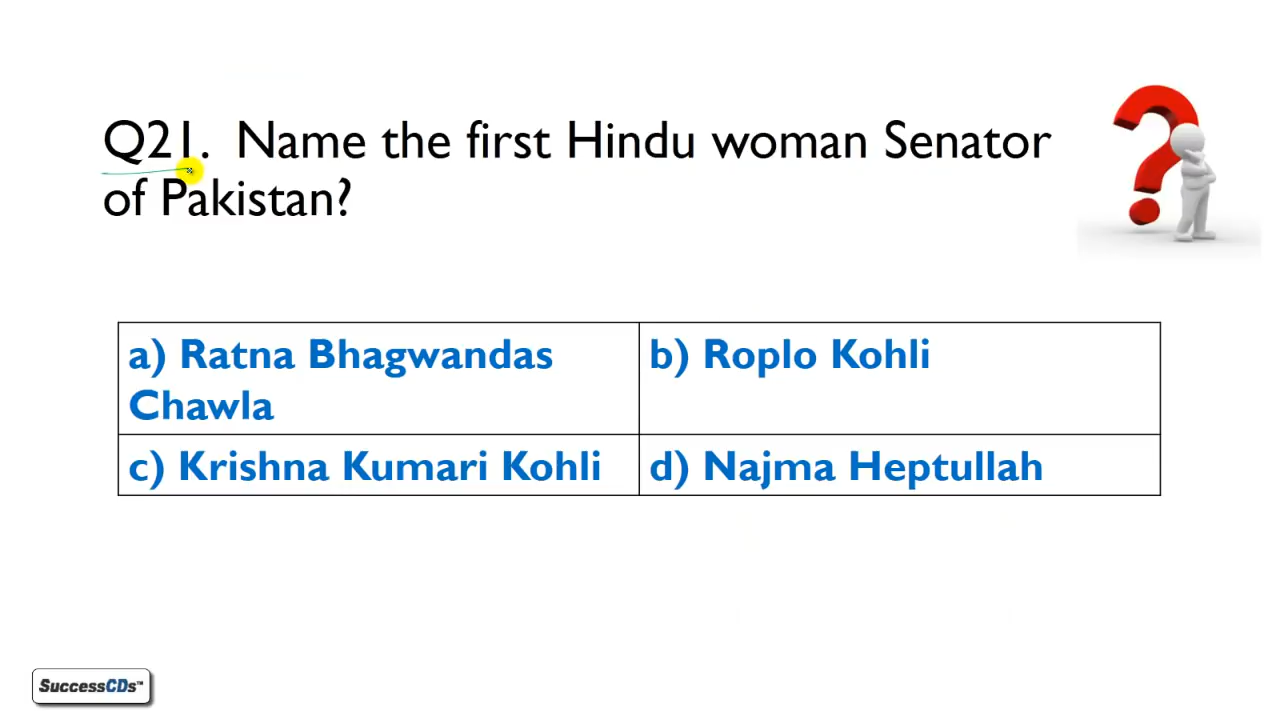 Q21. Name the first Hindu woman Senator
of Pakistan?
a) Ratna Bhagwandas
Chawla
b) Roplo Kohli
c) Krishna Kumari Kohli
d) Najma Heptullah
SuccessCDs™